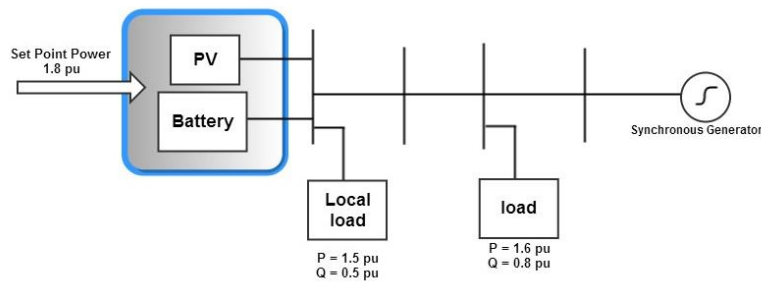 Set Point Power
1.8 pu
PV
Battery
Local
load
P = 1.5 pu
Q = 0.5 pu
load
P = 1.6 pu
Q = 0.8 pu
Synchronous Generator